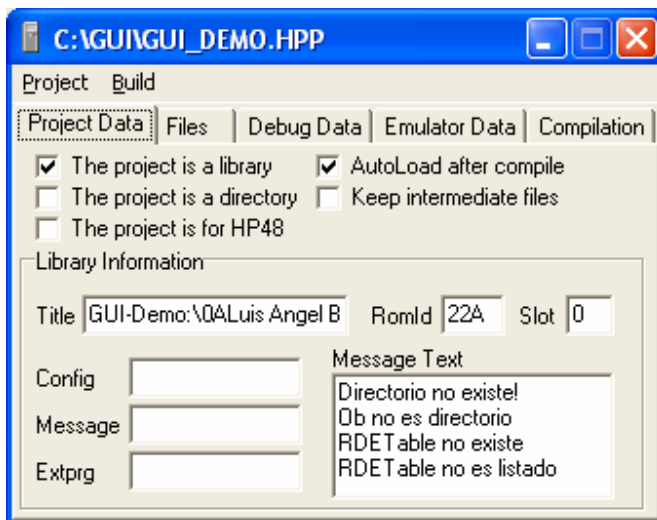 C:\GUI\GUI_DEMO.HPP
Project Build
Project Data Files Debug Data Emulator Data Compilation
The project is a library AutoLoad after compile
The project is a directory Keep intermediate files
The project is for HP48
Library Information
Title GUI-Demo:\0ALuis Angel B RomId 22A Slot 0
Message Text
Config
Directorio no existe!
Ob no es directorio
Message
RDETable no existe
RDETable no es listado
Extprg